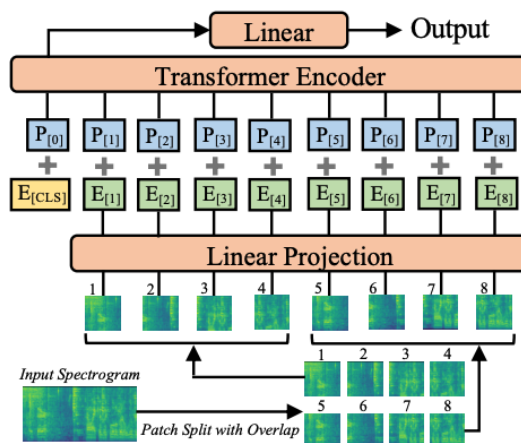 Linear
Output
Transformer Encoder
P[0] P[1] P[2] P[3] P[4] P[5] P[6] P[7] P[8]
+ + + + + + + + +
E[CLS] E[1] E[2] E[3] E[4] E[5] E[6] E[7] E[8]
Linear Projection
1 2 3 4 5 6 7 8
1 2 3 4
Input Spectrogram
5 6 7 8
Patch Split with Overlap